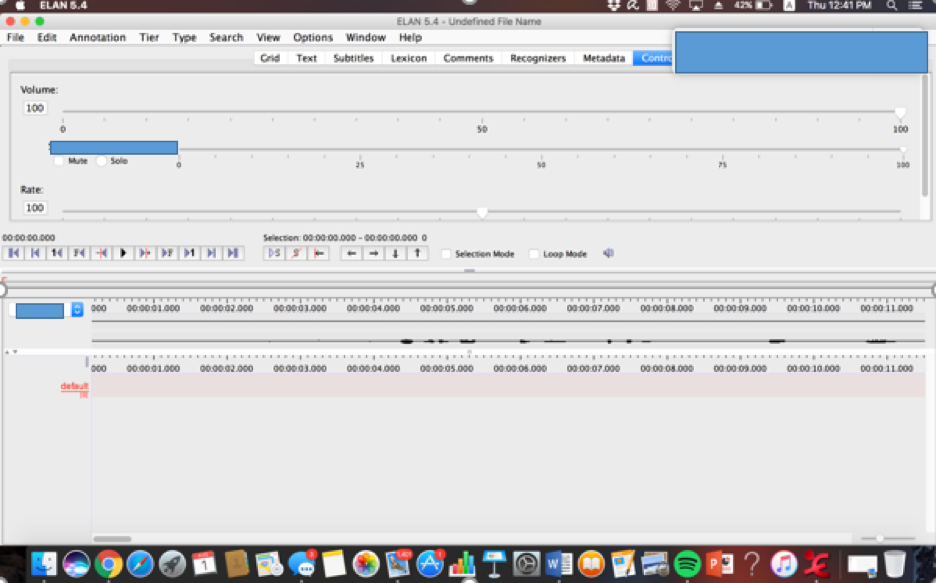 ELAN 5.4 42% A Thu 12:41 PM
ELAN 5.4 - Undefined File Name
File Edit Annotation Tier Type Search View Options Window Help
Grid Text Subtitles Lexicon Comments Recognizers Metadata Contro
Volume:
100
0 50 100
Mute Solo 0 25 50 75 100
Rate:
100
00:00:00.000 Selection: 00:00:00.000 - 00:00:00.000 0
Selection Mode Loop Mode
000 00:00:01.000 00:00:02.000 00:00:03.000 00:00:04.000 00:00:05.000 00:00:06.000 00:00:07.000 00:00:08.000 00:00:09.000 00:00:10.000 00:00:11.000
000 00:00:01.000 00:00:02.000 00:00:03.000 00:00:04.000 00:00:05.000 00:00:06.000 00:00:07.000 00:00:08.000 00:00:09.000 00:00:10.000 00:00:11.000
default
[0]